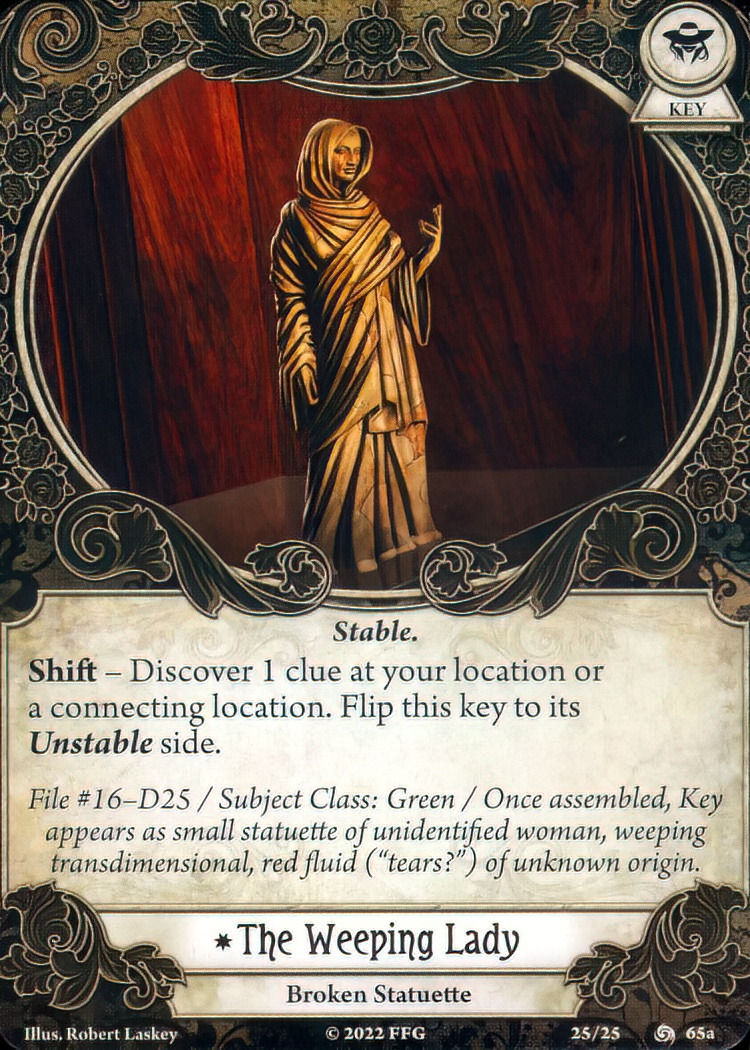 KEY
Stable.
Shift – Discover 1 clue at your location or
a connecting location. Flip this key to its
Unstable side.
File #16–D25 / Subject Class: Green / Once assembled, Key
appears as small statuette of unidentified woman, weeping
transdimensional, red fluid (“tears?”) of unknown origin.
The Weeping Lady
Broken Statuette
Illus. Robert Laskey © 2022 FFG 25/25 65a